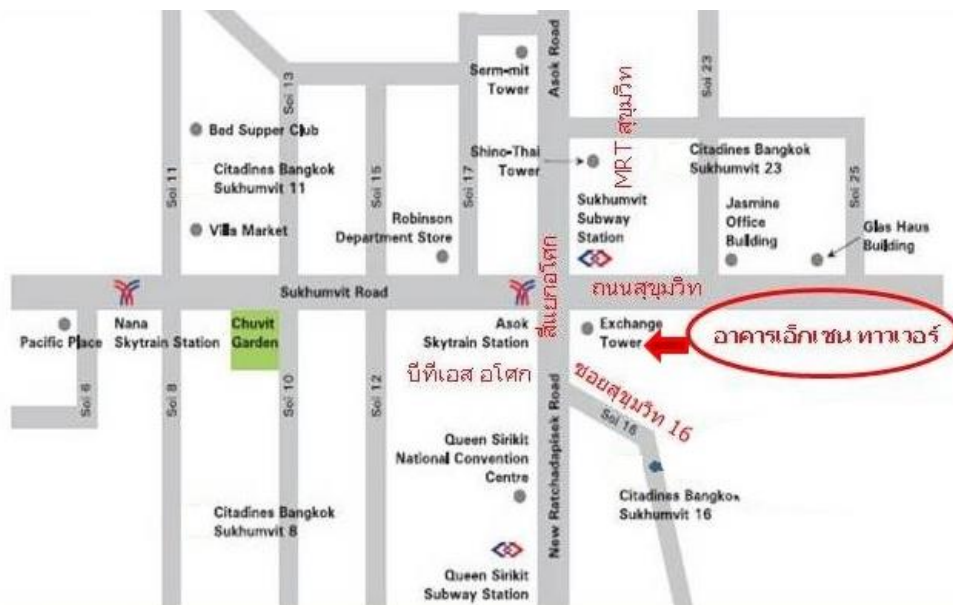 Asok Road
Serm-mit
Tower
Soi 13
Soi 23
Bed Supper Club
Shino-Thai
Tower
MRT สุขุมวิท
Citadines Bangkok
Sukhumvit 23
Citadines Bangkok
Sukhumvit 11
Soi 11
Soi 15
Soi 17
Soi 25
Sukhumvit
Subway
Station
Jasmine
Office
Building
Glas Haus
Building
Villa Market
Robinson
Department Store
สี่แยกอโศก
Sukhumvit Road
ถนนสุขุมวิท
Pacific Place
Nana
Skytrain Station
Chuvit
Garden
Asok
Skytrain Station
Exchange
Tower
อาคารเอ็กเซน ทาวเวอร์
บีทีเอส อโศก
Soi 6
Soi 8
Soi 10
Soi 12
ซอยสุขุมวิท 16
Soi 16
New Ratchadapisek Road
Queen Sirikit
National Convention
Centre
Citadines Bangkok
Sukhumvit 16
Citadines Bangkok
Sukhumvit 8
Queen Sirikit
Subway Station